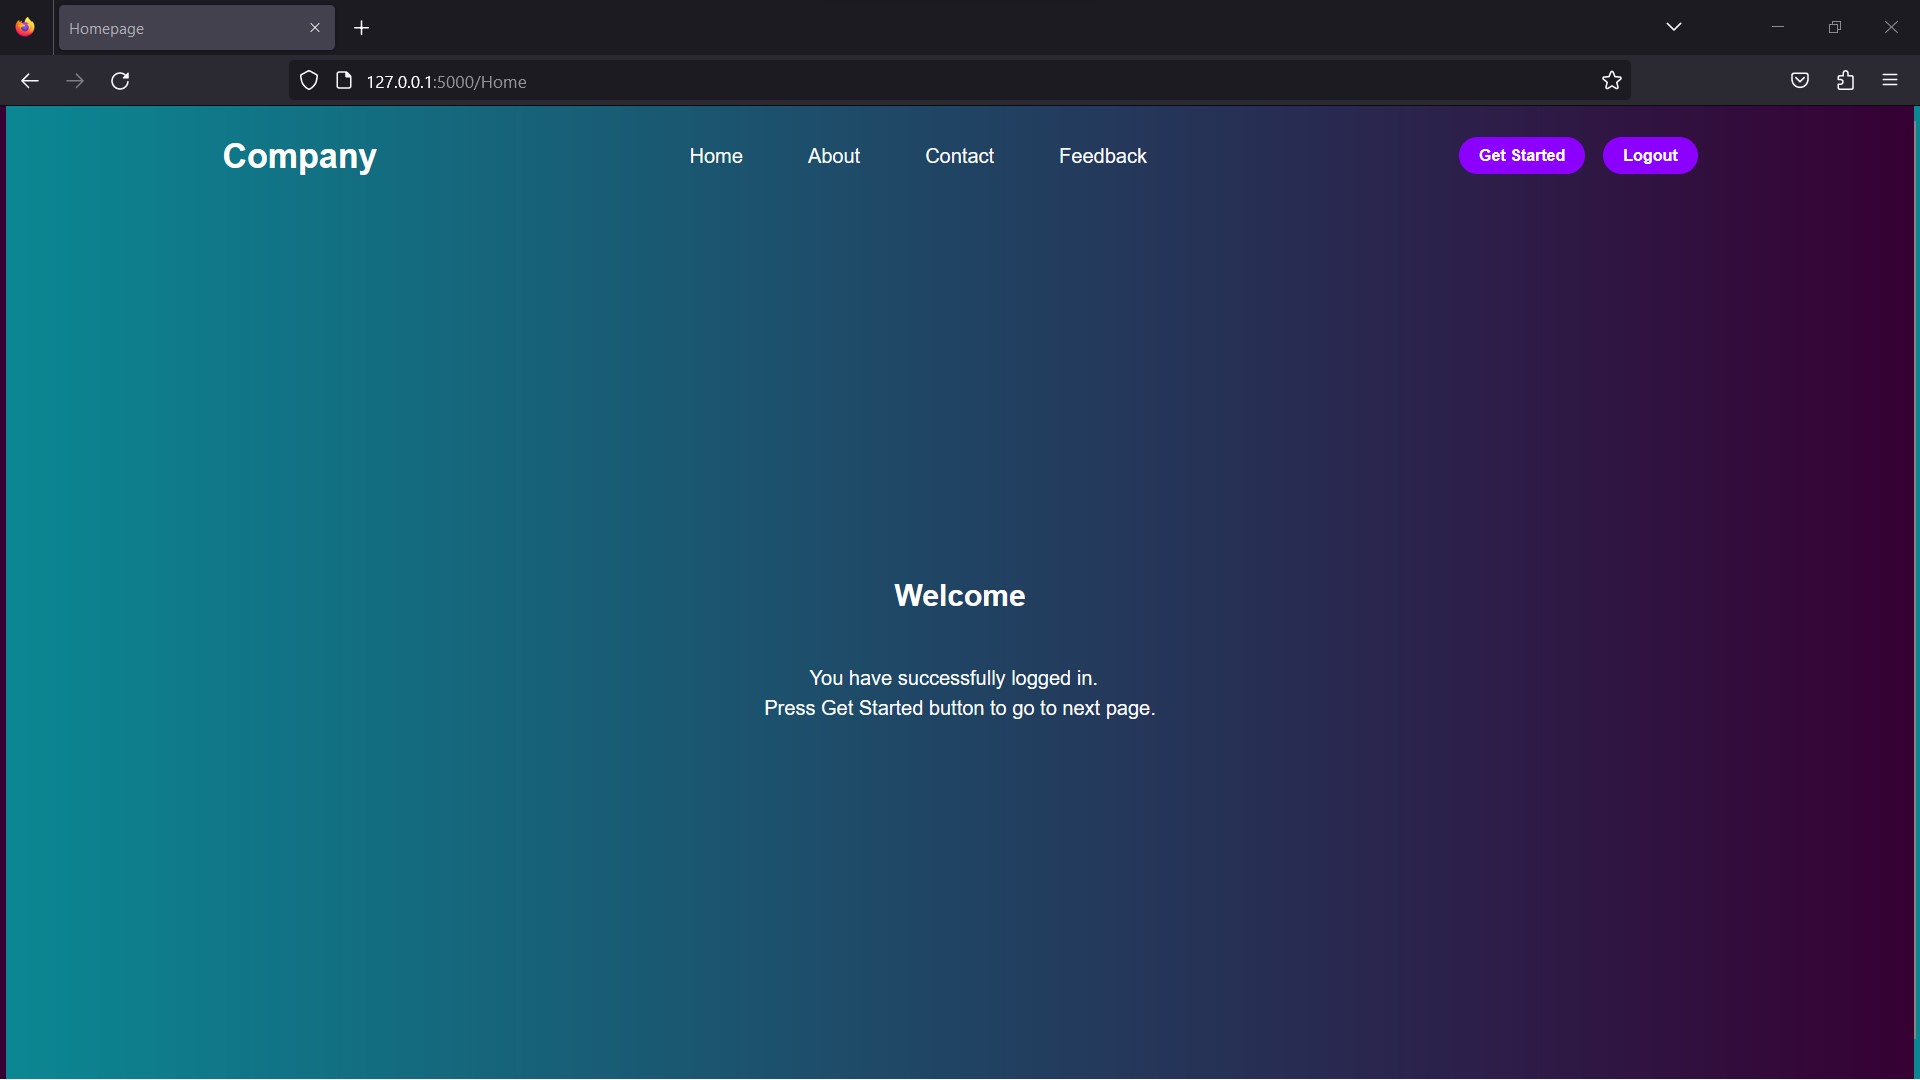 Homepage
127.0.0.1:5000/Home
Company
Home About Contact Feedback
Get Started Logout
Welcome
You have successfully logged in.
Press Get Started button to go to next page.